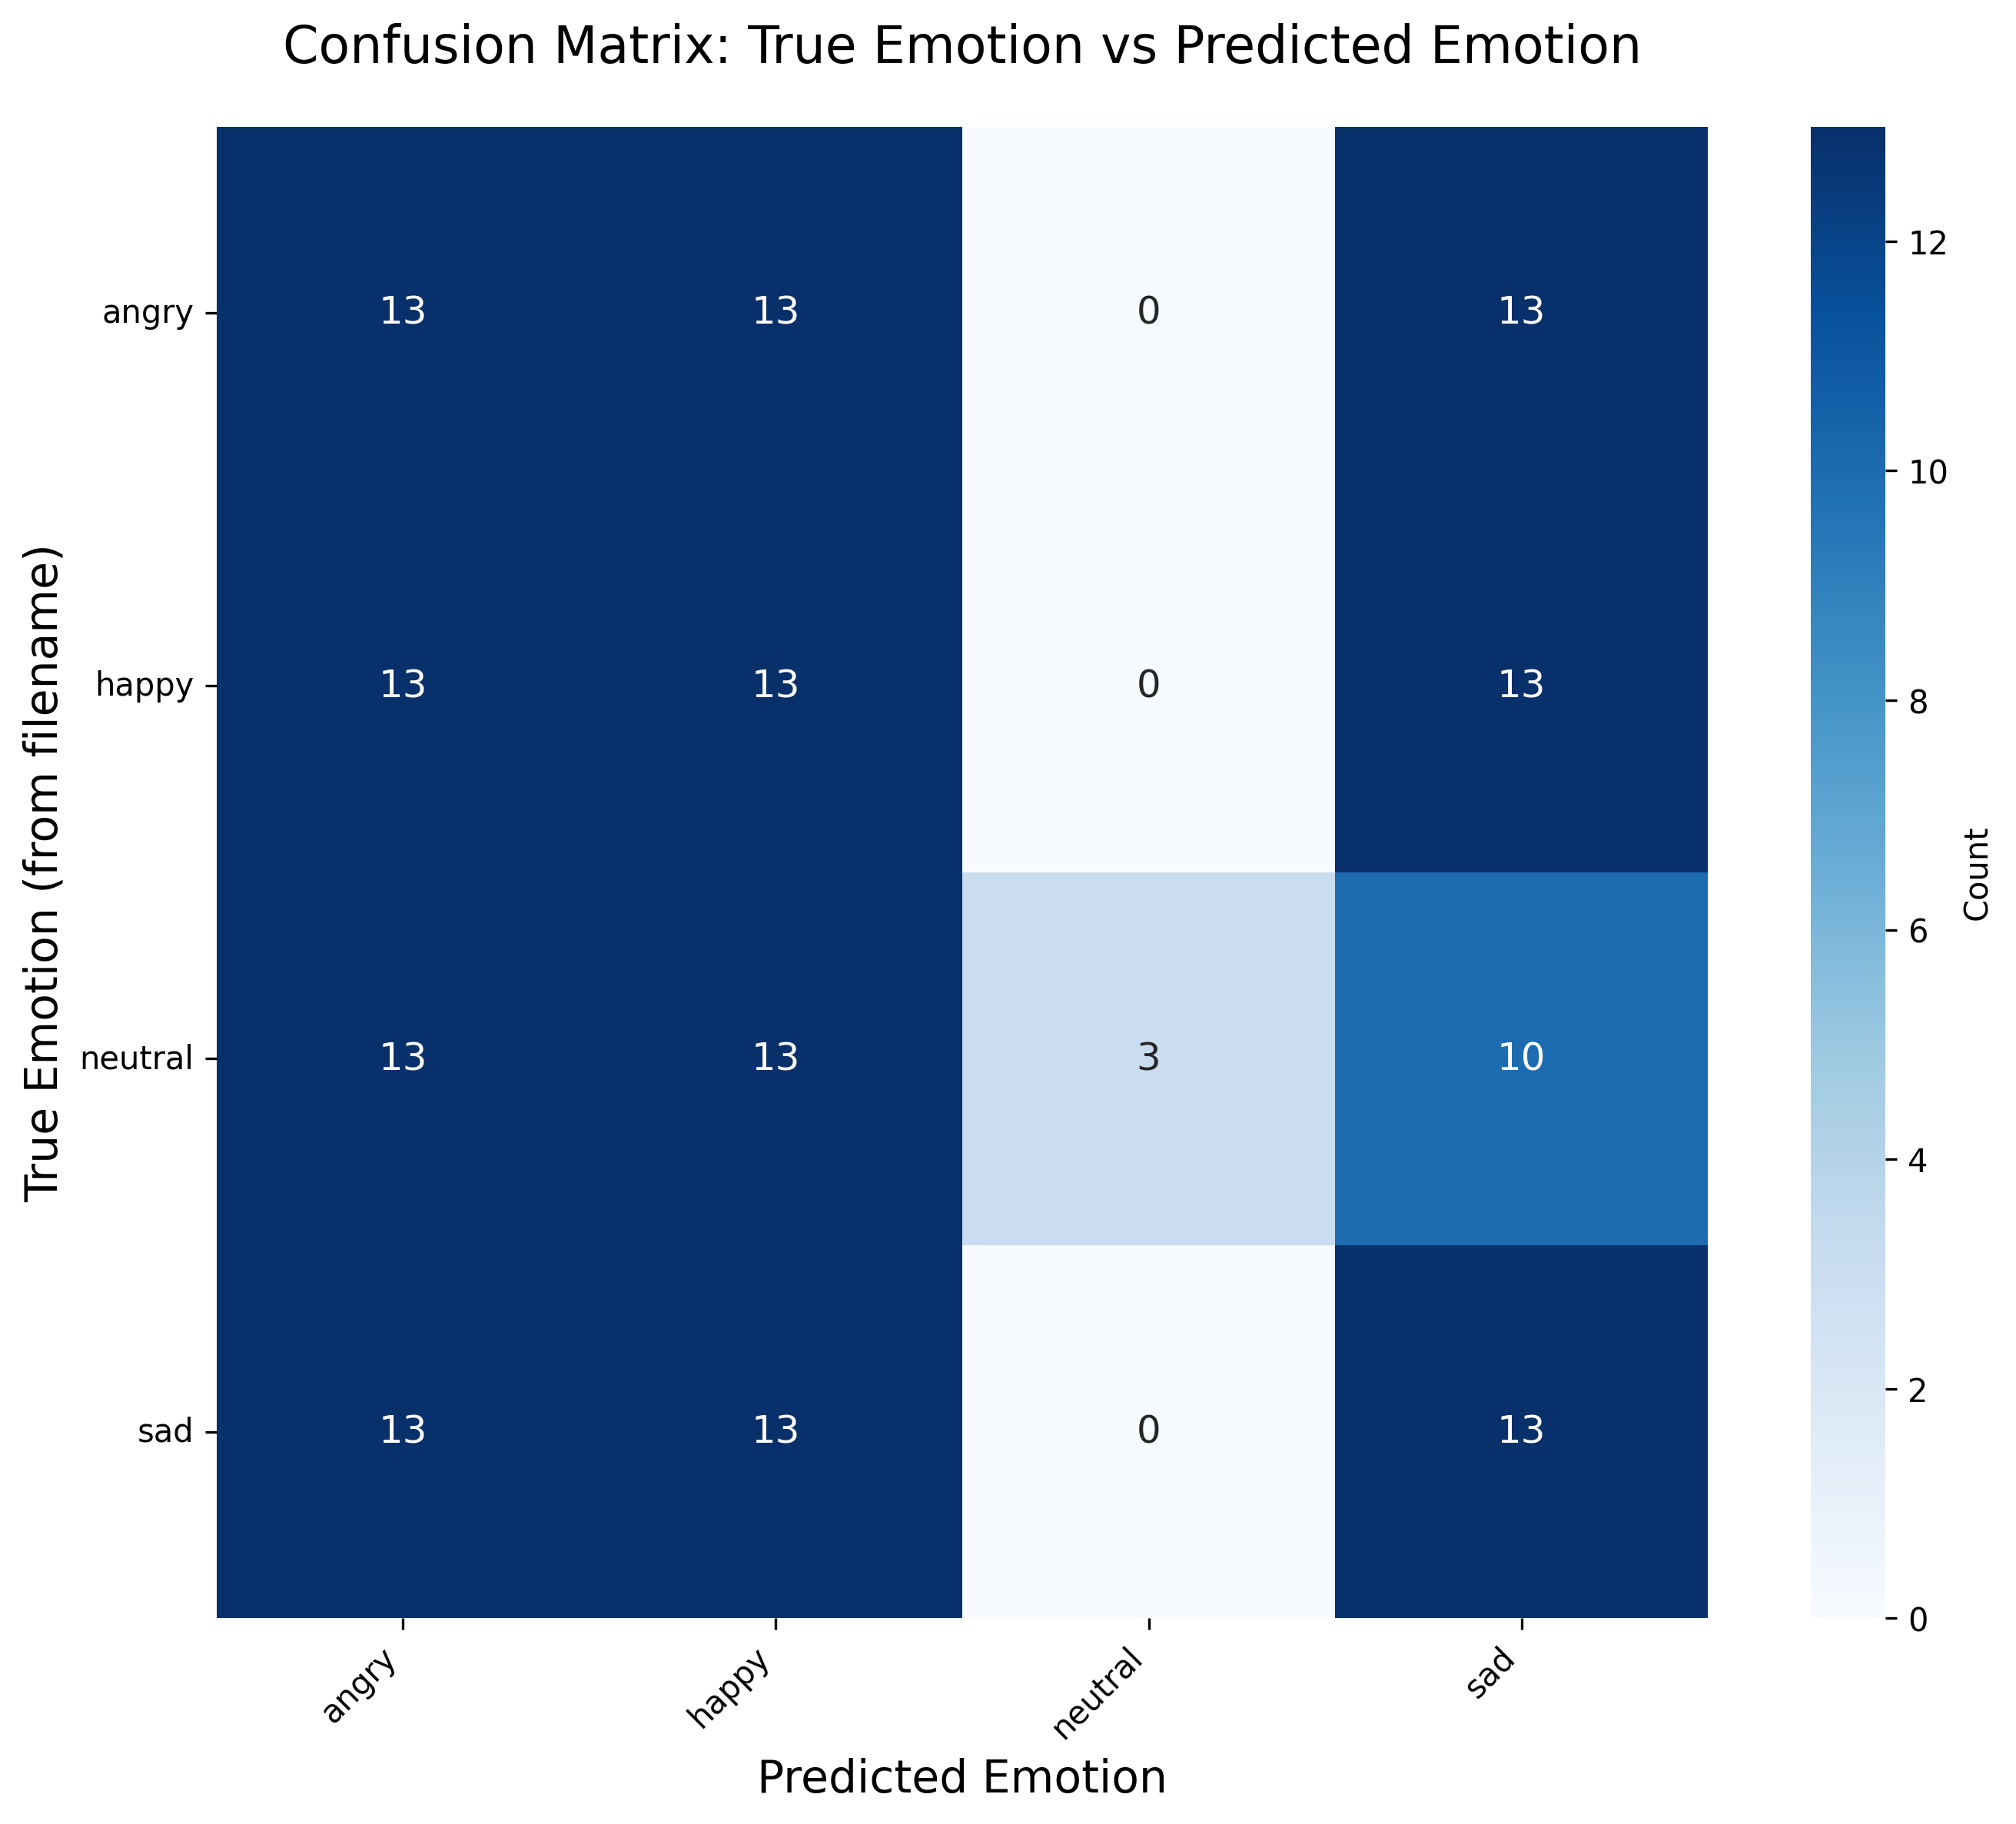 Confusion Matrix: True Emotion vs Predicted Emotion
True Emotion (from filename)
angry 13 13 0 13
happy 13 13 0 13
neutral 13 13 3 10
sad 13 13 0 13
angry happy neutral sad
Predicted Emotion
12
10
8
6
4
2
0
Count